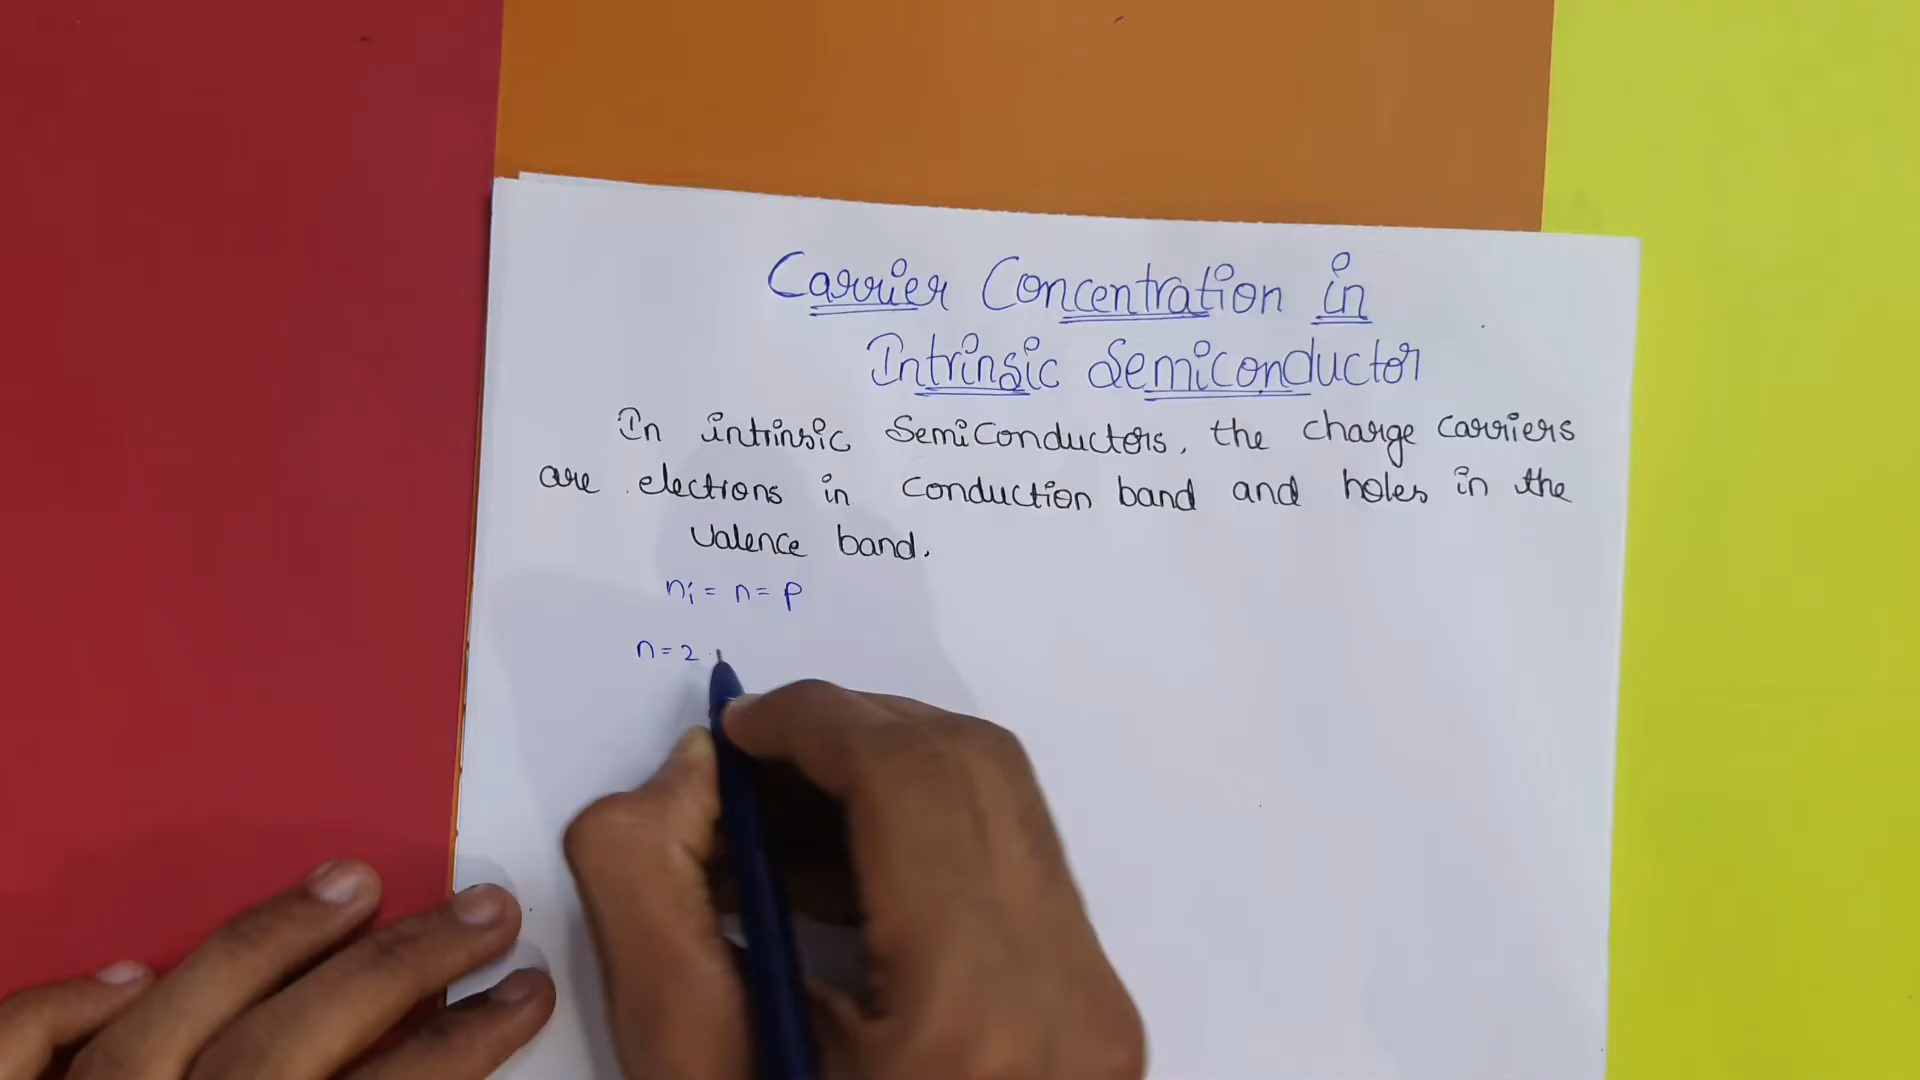 Carrier Concentration in
Intrinsic Semiconductor
In intrinsic Semiconductors, the charge carriers
are electrons in conduction band and holes in the
valence band.
ni = n = p
n = 2